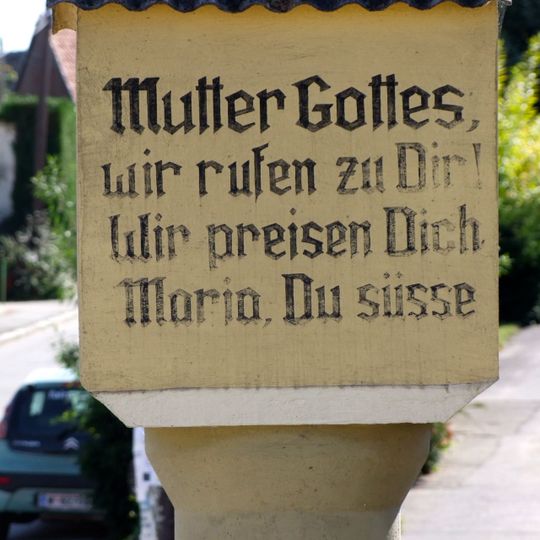 Mutter Gottes,
wir rufen zu Dir!
Wir preisen Dich
Maria, Du süsse